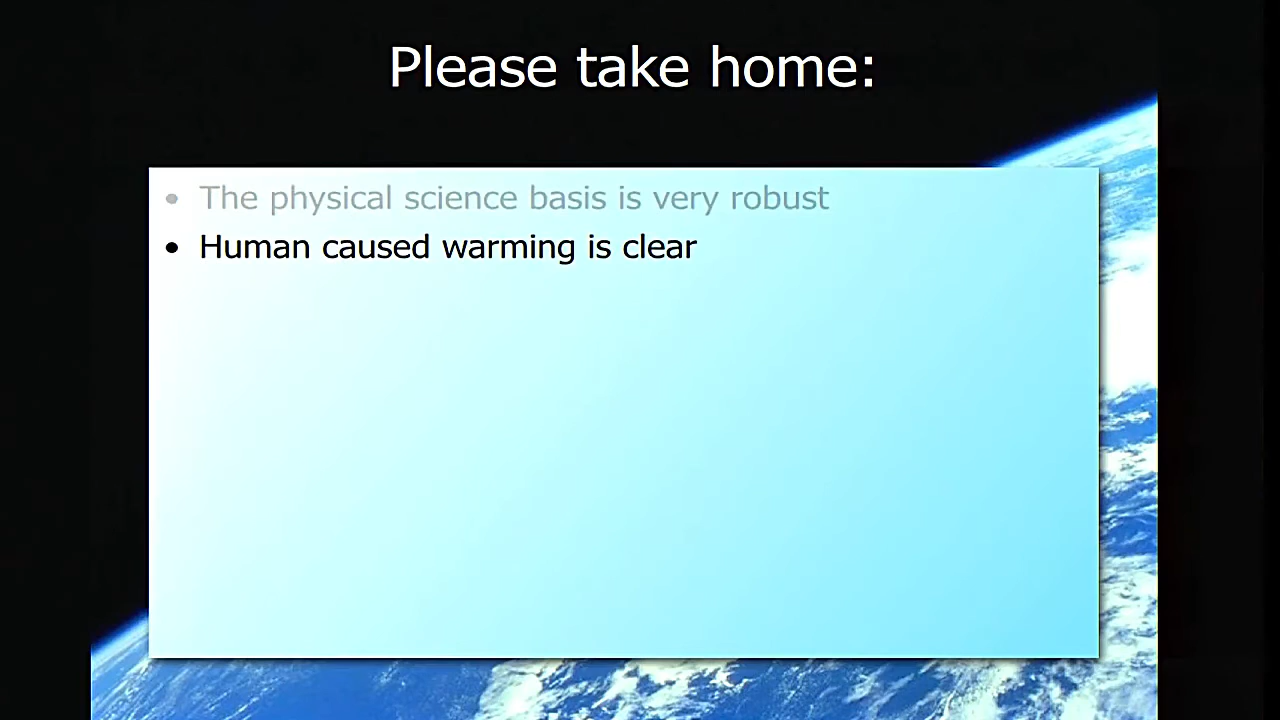 Please take home:
• The physical science basis is very robust
• Human caused warming is clear